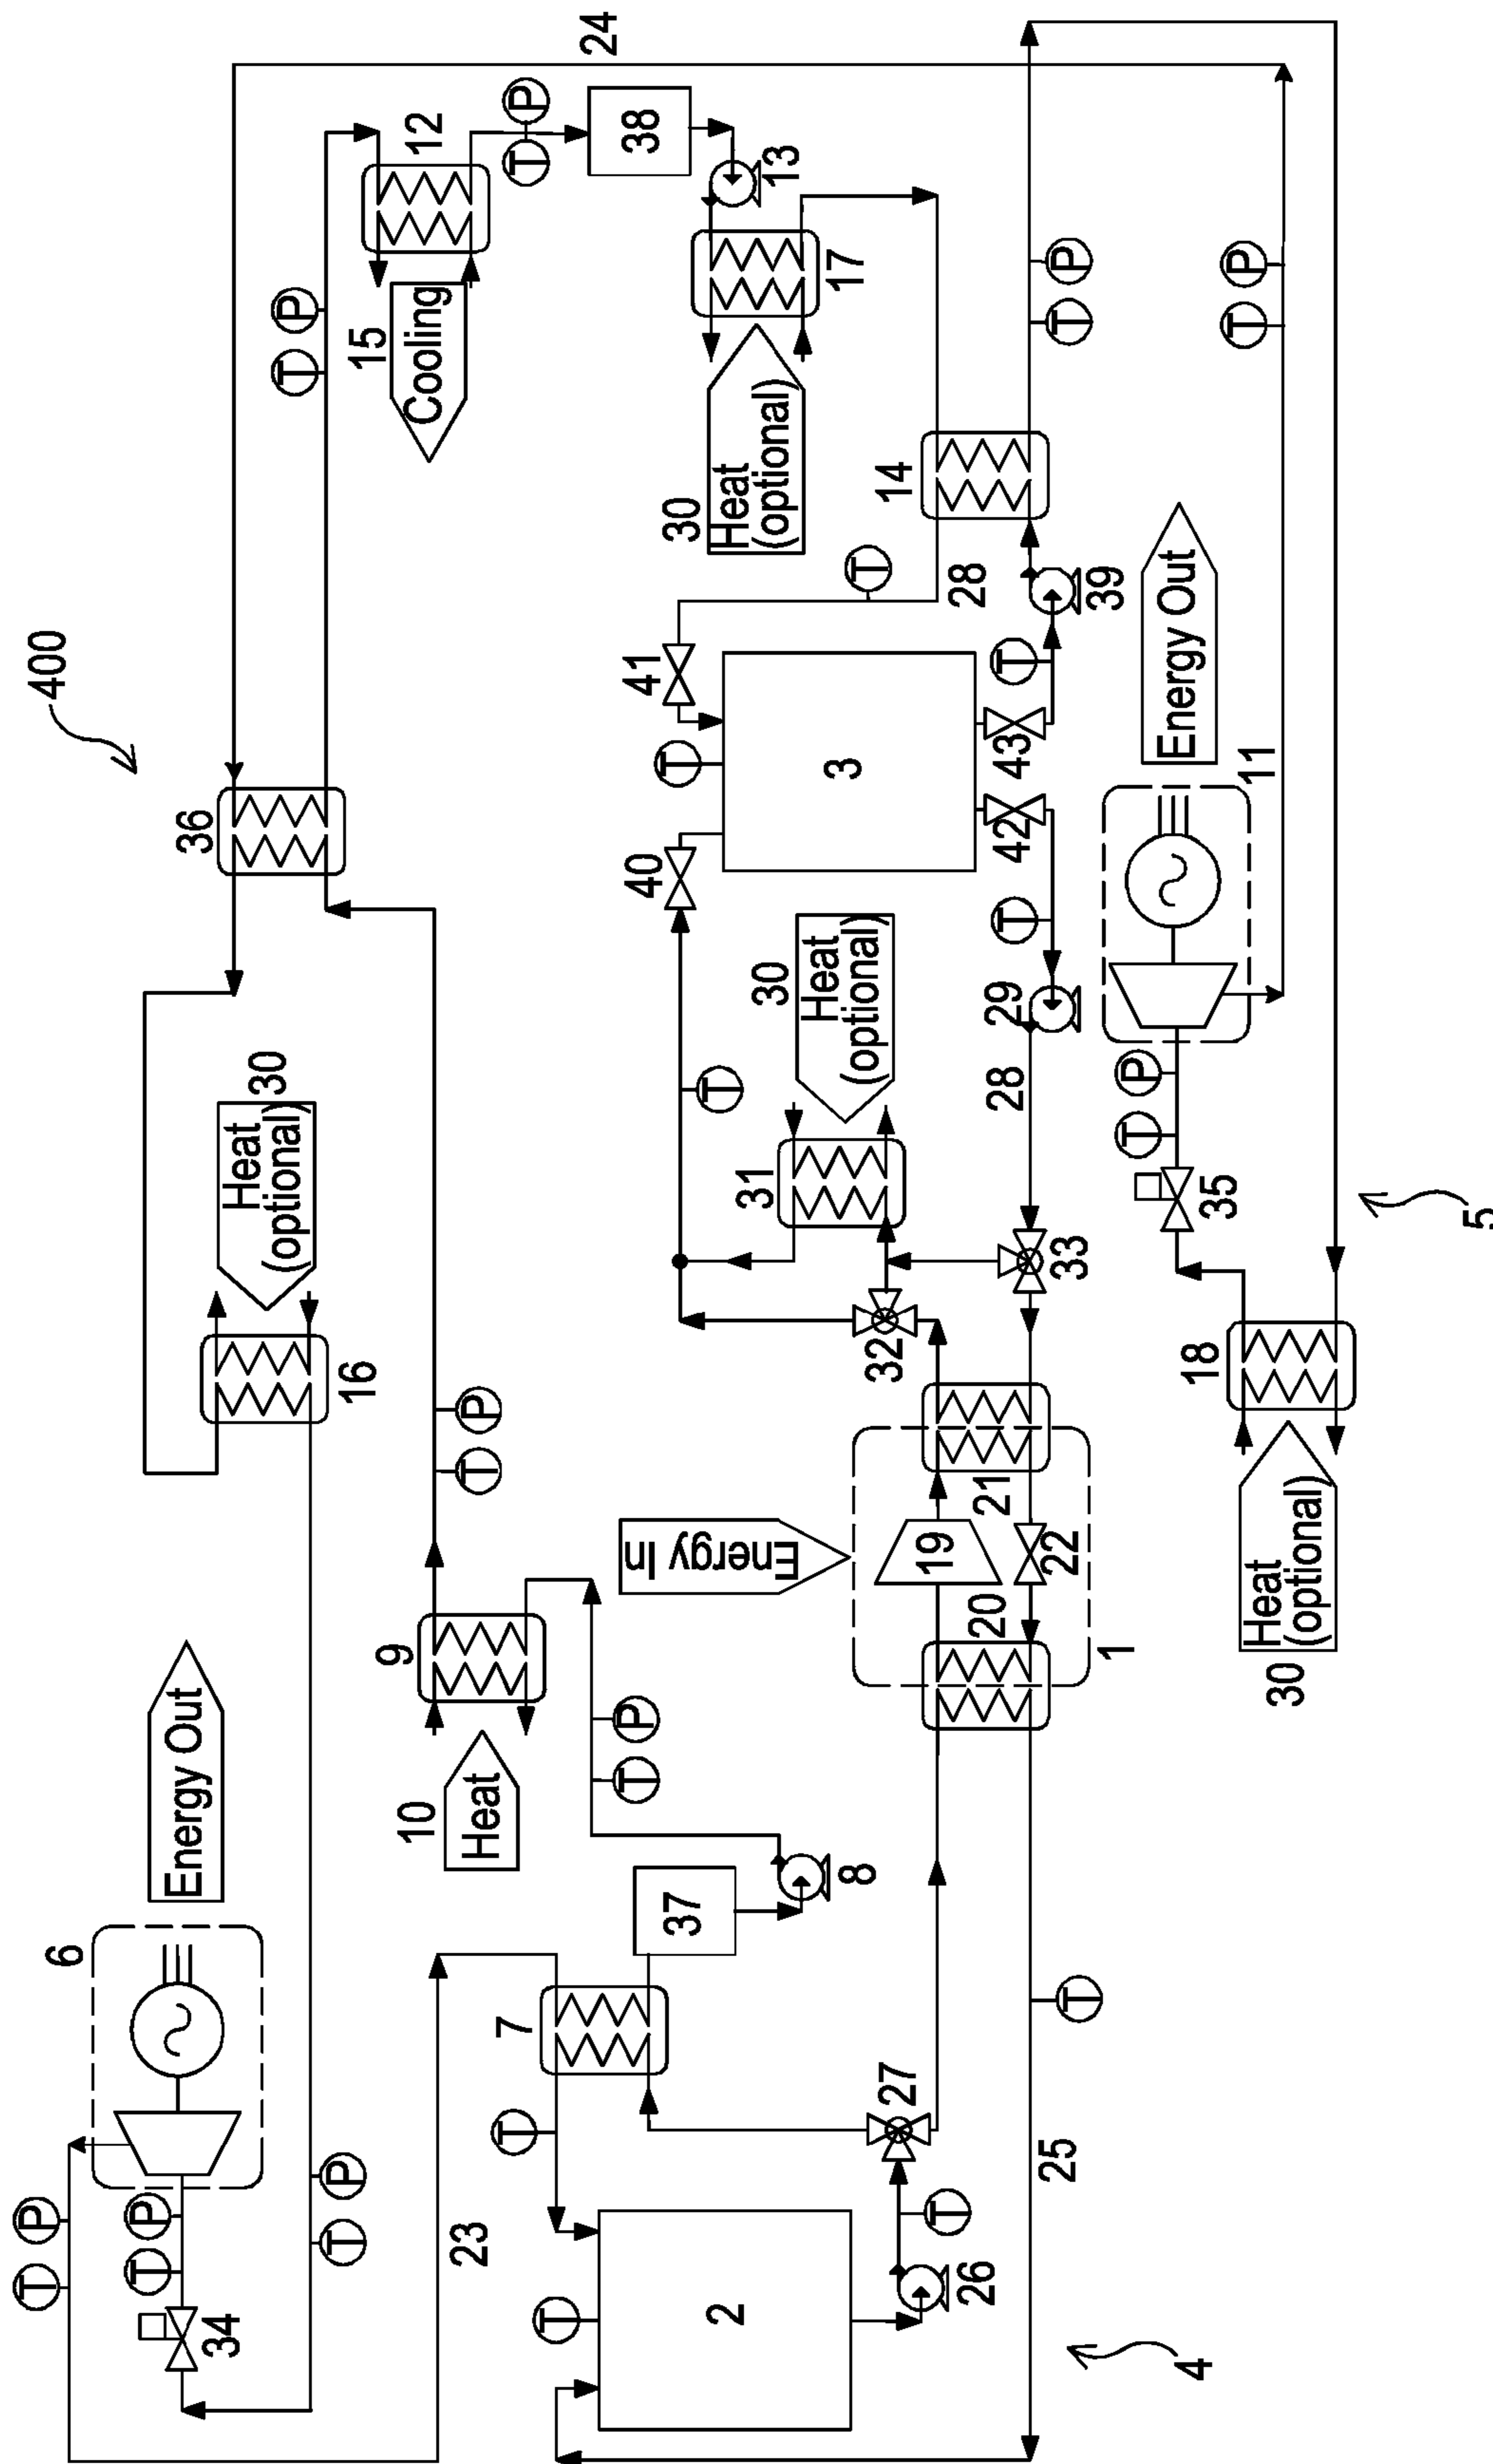 T P
400
6
T P
Energy Out
36
34
Heat
(optional)
30
T P
T P
16
15
Cooling
9
10
Heat
12
23
T P
7
T
T P
T
24
T P
40
41
38
T
Energy In
37
30
Heat
(optional)
2
T
31
30
Heat
(optional)
13
3
17
8
T
32
14
27
19
T
28
26
20
21
29
28
T
T
42
43
25
22
33
T P
T
39
1
T P
Energy Out
4
18
35
T P
11
30
Heat
(optional)
5